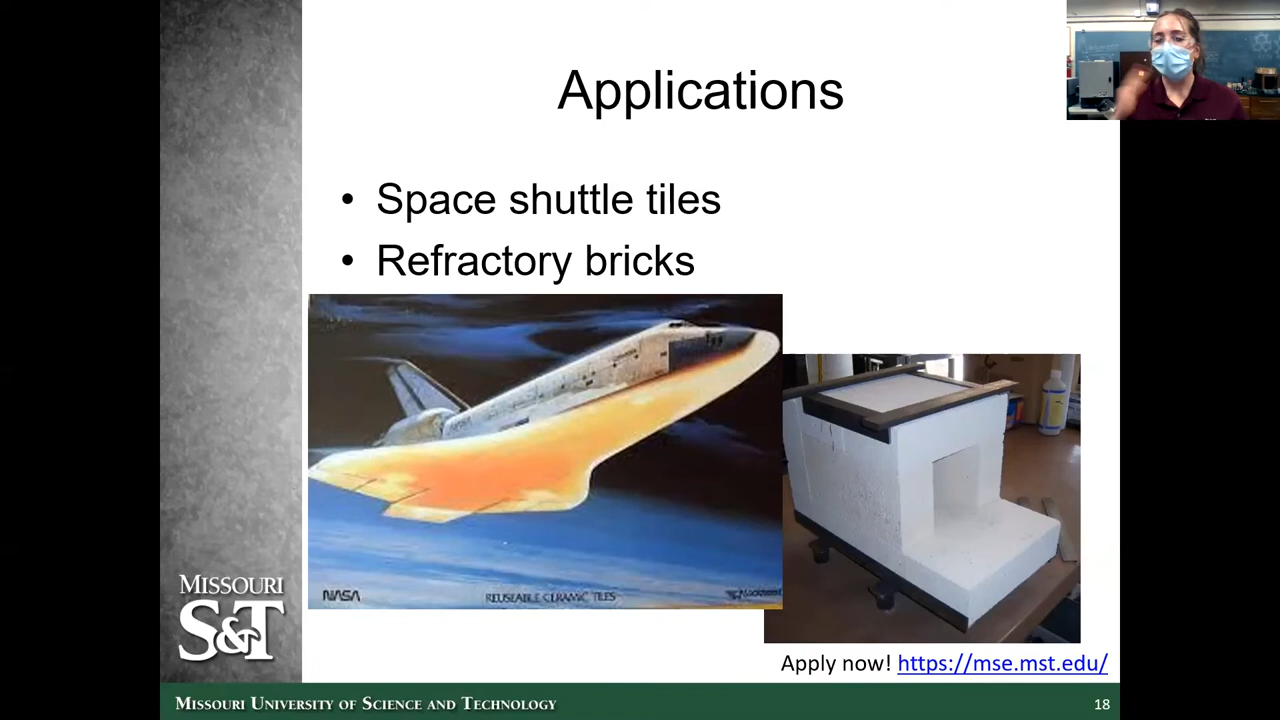 Applications
• Space shuttle tiles
• Refractory bricks
NASA
REUSEABLE CERAMIC TILES
Apply now! https://mse.mst.edu/
MISSOURI
S&T
MISSOURI UNIVERSITY OF SCIENCE AND TECHNOLOGY
18